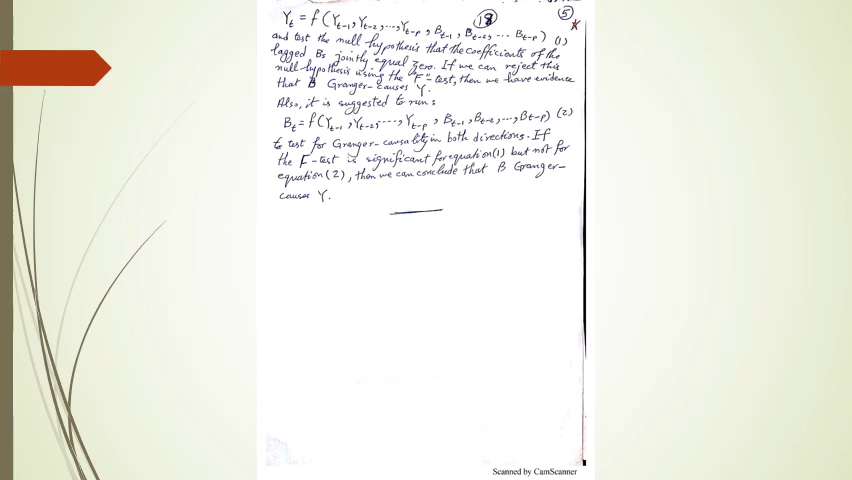 18 5
Yt = f (Yt-1, Yt-2, ..., Yt-p, Bt-1, Bt-2, ... Bt-p) (1)
and test the null hypothesis that the coefficients of the
lagged Bs jointly equal zero. If we can reject this
null hypothesis using the "F"-test, then we have evidence
that B Granger-causes Y.
Also, it is suggested to run:
Bt = f (Yt-1, Yt-2, ..., Yt-p, Bt-1, Bt-2, ..., Bt-p) (2)
to test for Granger-causality in both directions. If
the F-test is significant for equation (1) but not for
equation (2), then we can conclude that B Granger-
causes Y.
Scanned by CamScanner